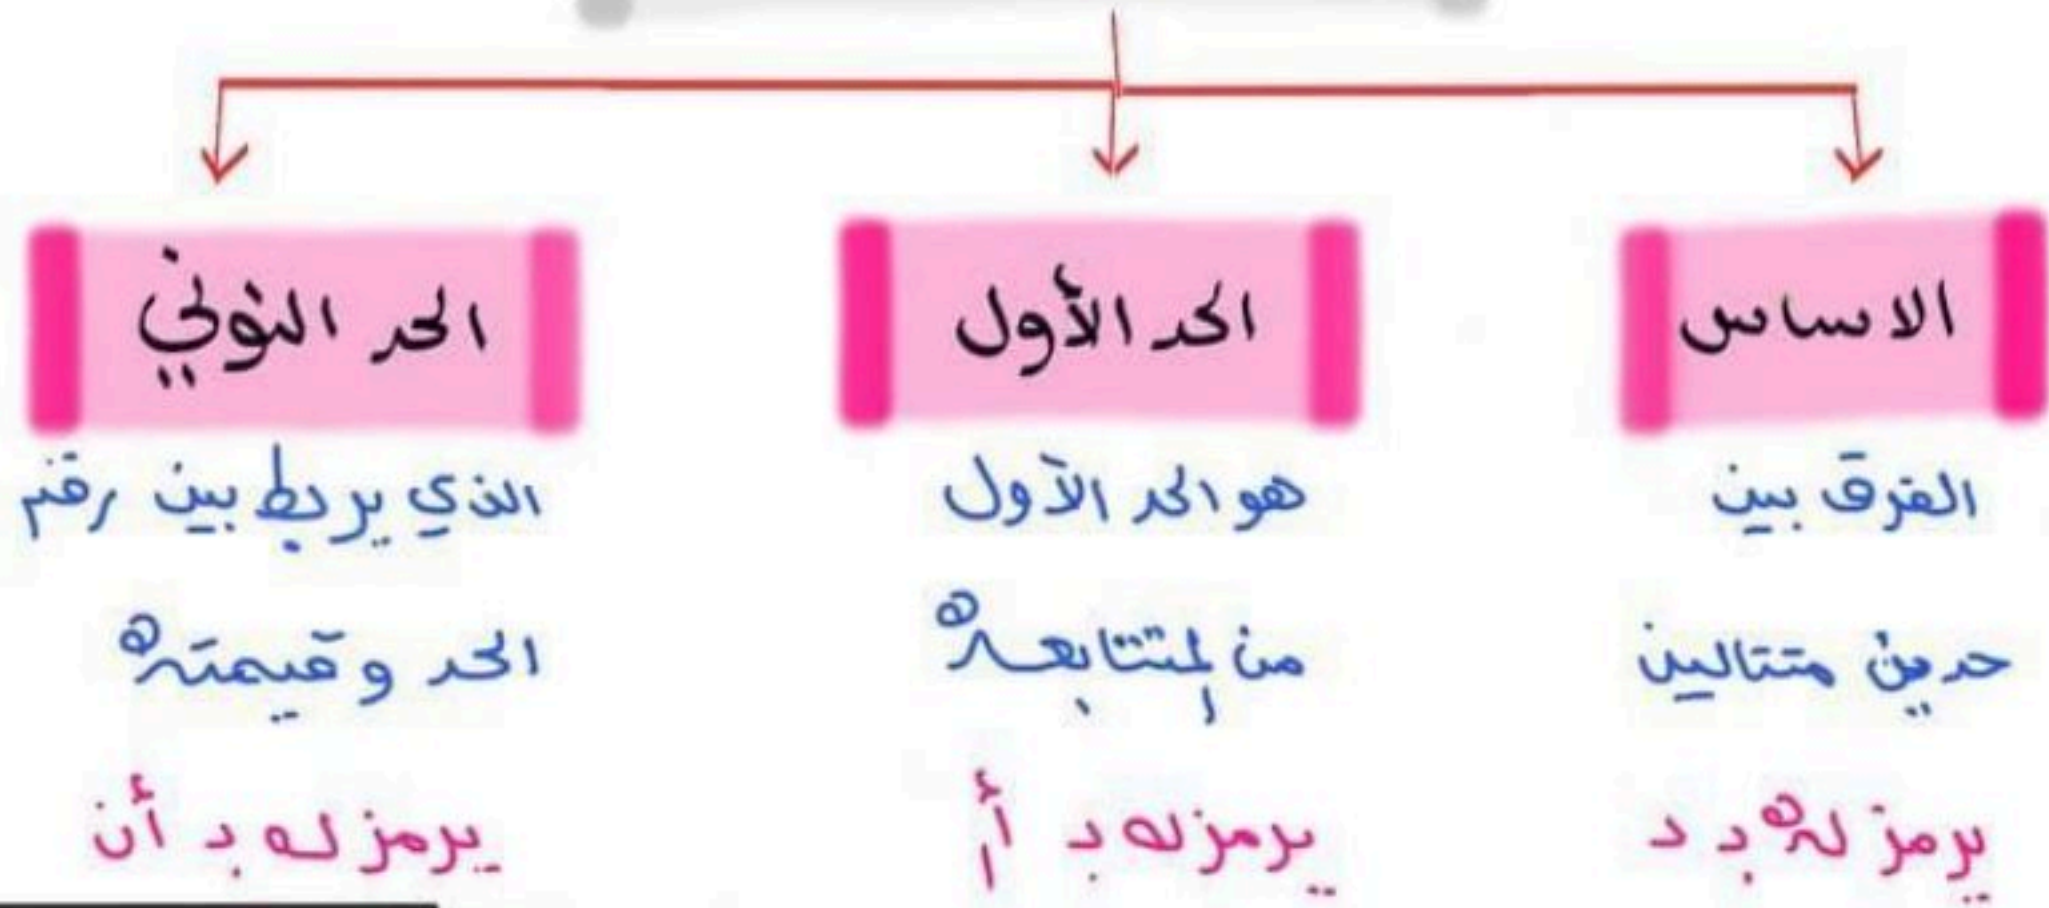 الاساس
الفرق بين
حدين متتالين
يرمز له بـ د
الحد الأول
هو الحد الأول
من المتتابعه
يرمز له بـ أ١
الحد النوني
الذي يربط بين رقم
الحد وقيمته
يرمز له بـ أن